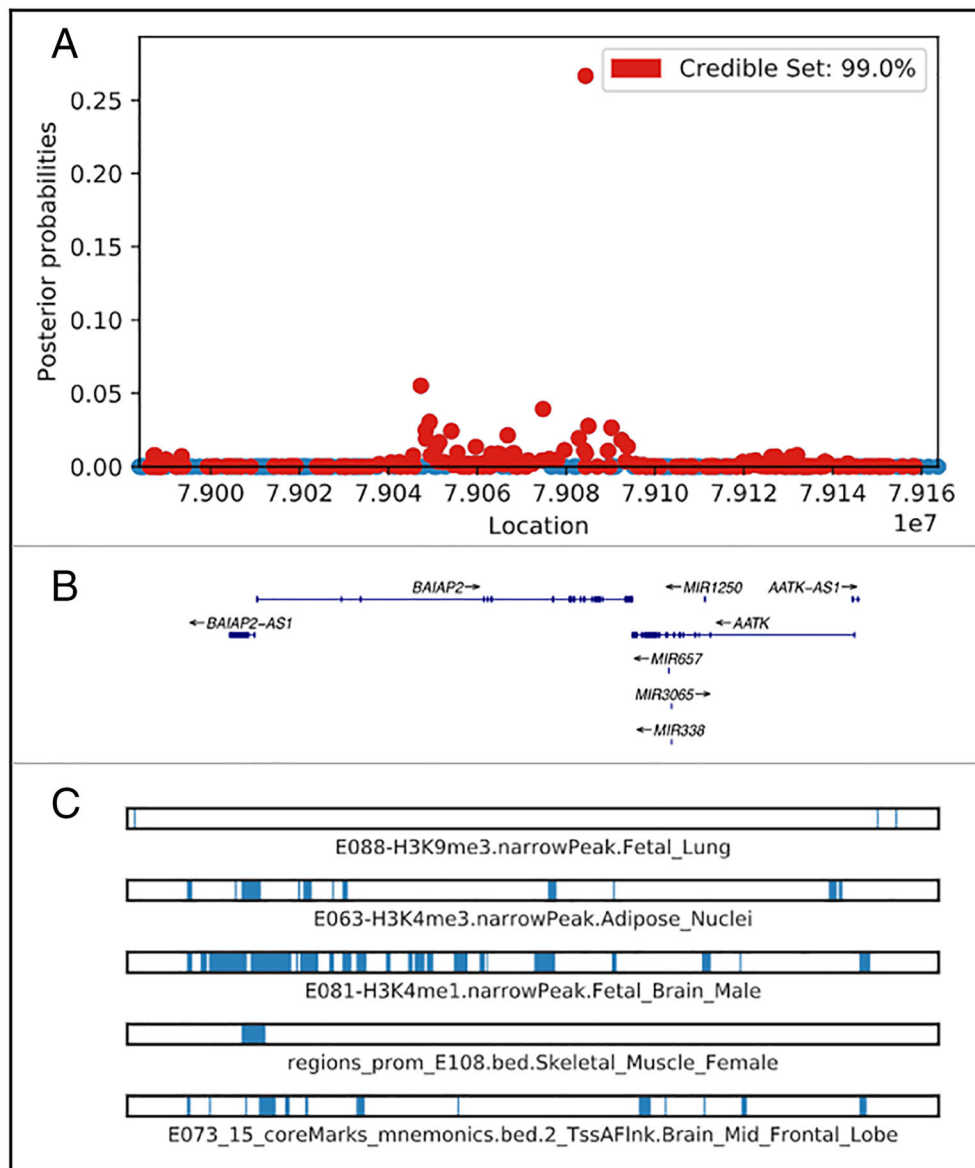 A
Credible Set: 99.0%
Posterior probabilities
0.25
0.20
0.15
0.10
0.05
0.00
7.900 7.902 7.904 7.906 7.908 7.910 7.912 7.914 7.916
1e7
Location
B
BAIAP2→ ←MIR1250 AATK-AS1→
←BAIAP2-AS1 ←AATK
←MIR657
MIR3065→
←MIR338
C
E088-H3K9me3.narrowPeak.Fetal_Lung
E063-H3K4me3.narrowPeak.Adipose_Nuclei
E081-H3K4me1.narrowPeak.Fetal_Brain_Male
regions_prom_E108.bed.Skeletal_Muscle_Female
E073_15_coreMarks_mnemonics.bed.2_TssAFlnk.Brain_Mid_Frontal_Lobe